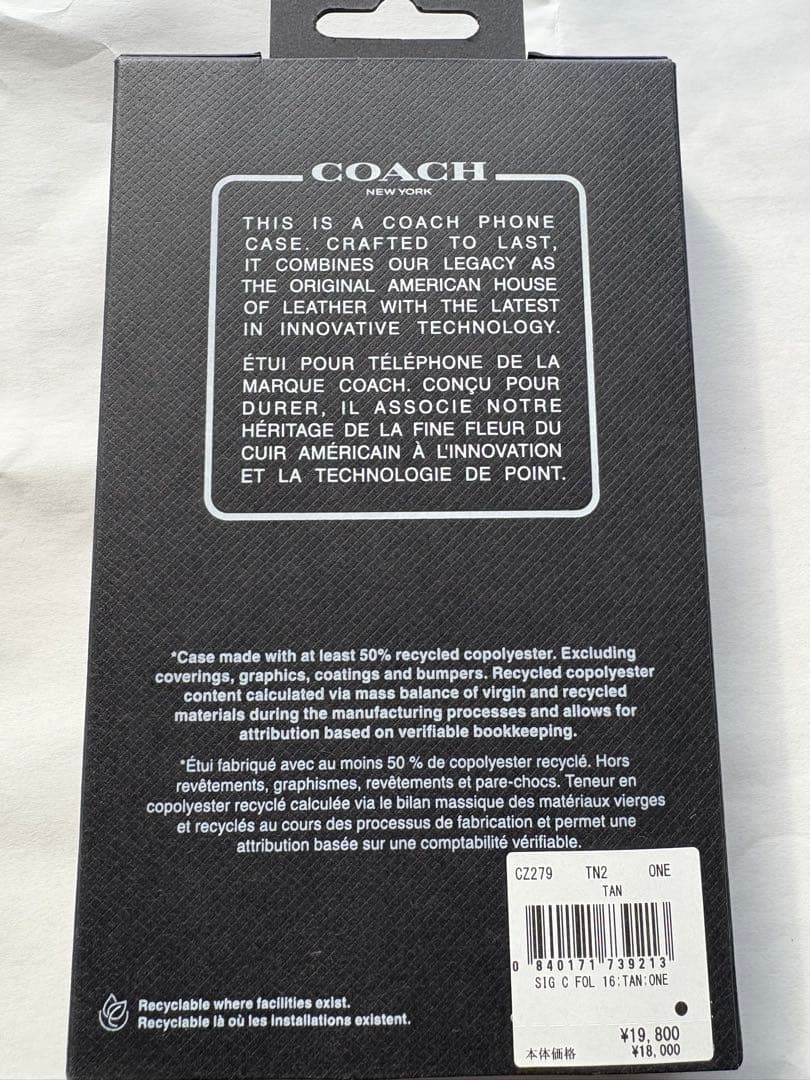 COACH
NEW YORK
THIS IS A COACH PHONE
CASE. CRAFTED TO LAST,
IT COMBINES OUR LEGACY AS
THE ORIGINAL AMERICAN HOUSE
OF LEATHER WITH THE LATEST
IN INNOVATIVE TECHNOLOGY.
ÉTUI POUR TÉLÉPHONE DE LA
MARQUE COACH. CONÇU POUR
DURER, IL ASSOCIE NOTRE
HÉRITAGE DE LA FINE FLEUR DU
CUIR AMÉRICAIN À L'INNOVATION
ET LA TECHNOLOGIE DE POINT.
*Case made with at least 50% recycled copolyester. Excluding
coverings, graphics, coatings and bumpers. Recycled copolyester
content calculated via mass balance of virgin and recycled
materials during the manufacturing processes and allows for
attribution based on verifiable bookkeeping.
*Étui fabriqué avec au moins 50 % de copolyester recyclé. Hors
revêtements, graphismes, revêtements et pare-chocs. Teneur en
copolyester recyclé calculée via le bilan massique des matériaux vierges
et recyclés au cours des processus de fabrication et permet une
attribution basée sur une comptabilité vérifiable.
CZ279 TN2 ONE
TAN
0 840171 739213
SIG C FOL 16:TAN:ONE
¥19,800
本体価格 ¥18,000
Recyclable where facilities exist.
Recyclable là où les installations existent.